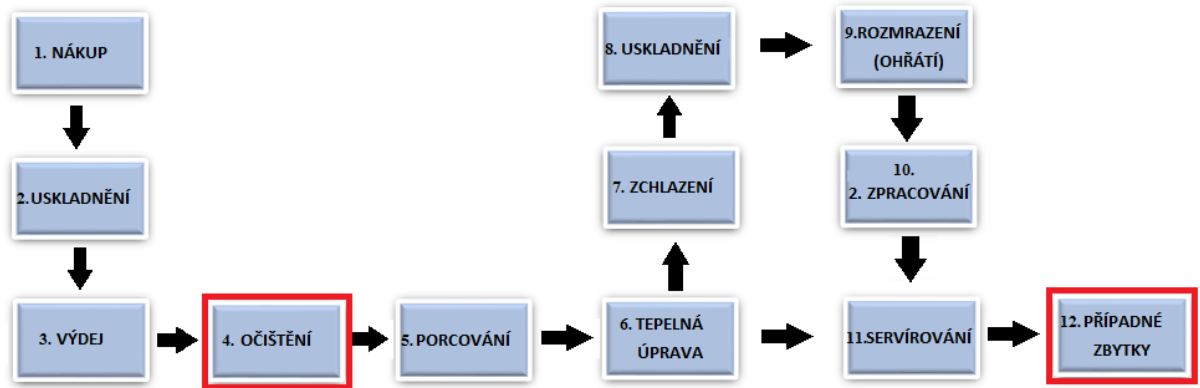 1. NÁKUP
2.USKLADNĚNÍ
3. VÝDEJ
4. OČIŠTĚNÍ
5. PORCOVÁNÍ
6. TEPELNÁ
ÚPRAVA
7. ZCHLAZENÍ
8. USKLADNĚNÍ
9.ROZMRAZENÍ
(OHŘÁTÍ)
10.
2. ZPRACOVÁNÍ
11.SERVÍROVÁNÍ
12. PŘÍPADNÉ
ZBYTKY